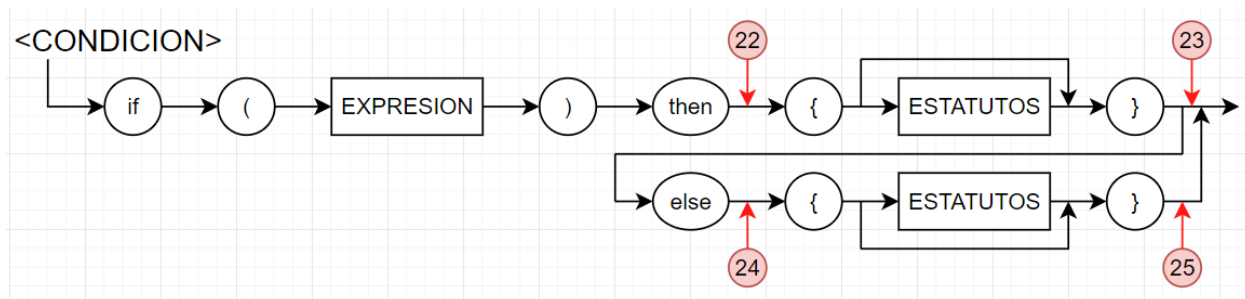 <CONDICION>
22
23
if ( EXPRESION ) then { ESTATUTOS }
else { ESTATUTOS }
24
25